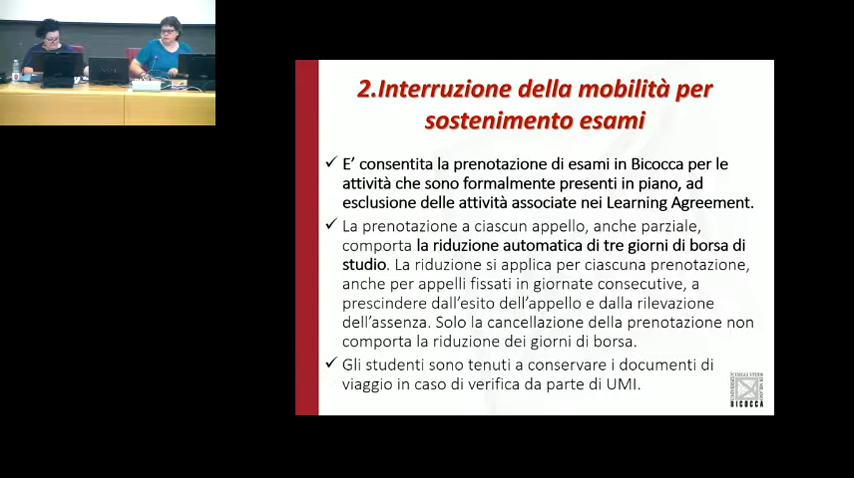 2.Interruzione della mobilità per
sostenimento esami
✓ E' consentita la prenotazione di esami in Bicocca per le
attività che sono formalmente presenti in piano, ad
esclusione delle attività associate nei Learning Agreement.
✓ La prenotazione a ciascun appello, anche parziale,
comporta la riduzione automatica di tre giorni di borsa di
studio. La riduzione si applica per ciascuna prenotazione,
anche per appelli fissati in giornate consecutive, a
prescindere dall'esito dell'appello e dalla rilevazione
dell'assenza. Solo la cancellazione della prenotazione non
comporta la riduzione dei giorni di borsa.
✓ Gli studenti sono tenuti a conservare i documenti di
viaggio in caso di verifica da parte di UMI.
BICOCCA